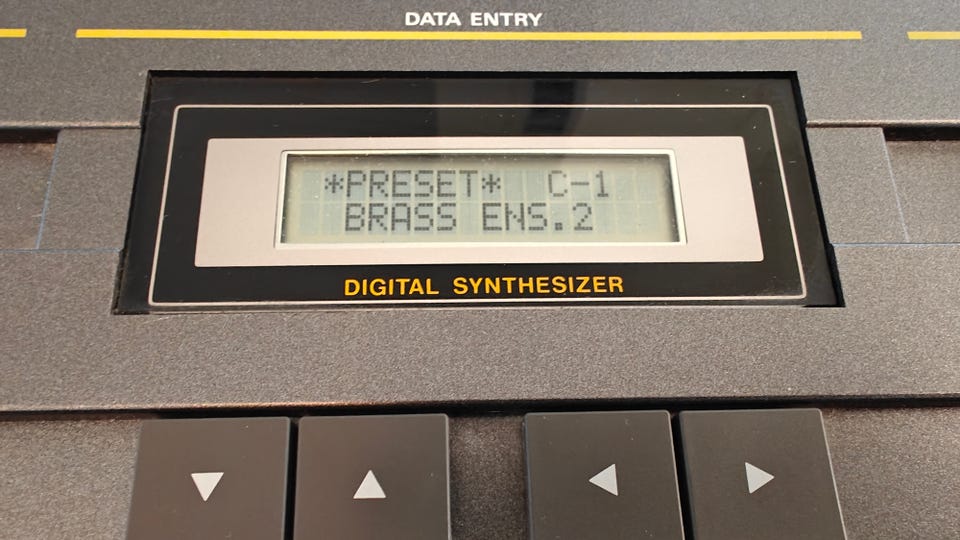 DATA ENTRY
*PRESET* C-1
BRASS ENS.2
DIGITAL SYNTHESIZER